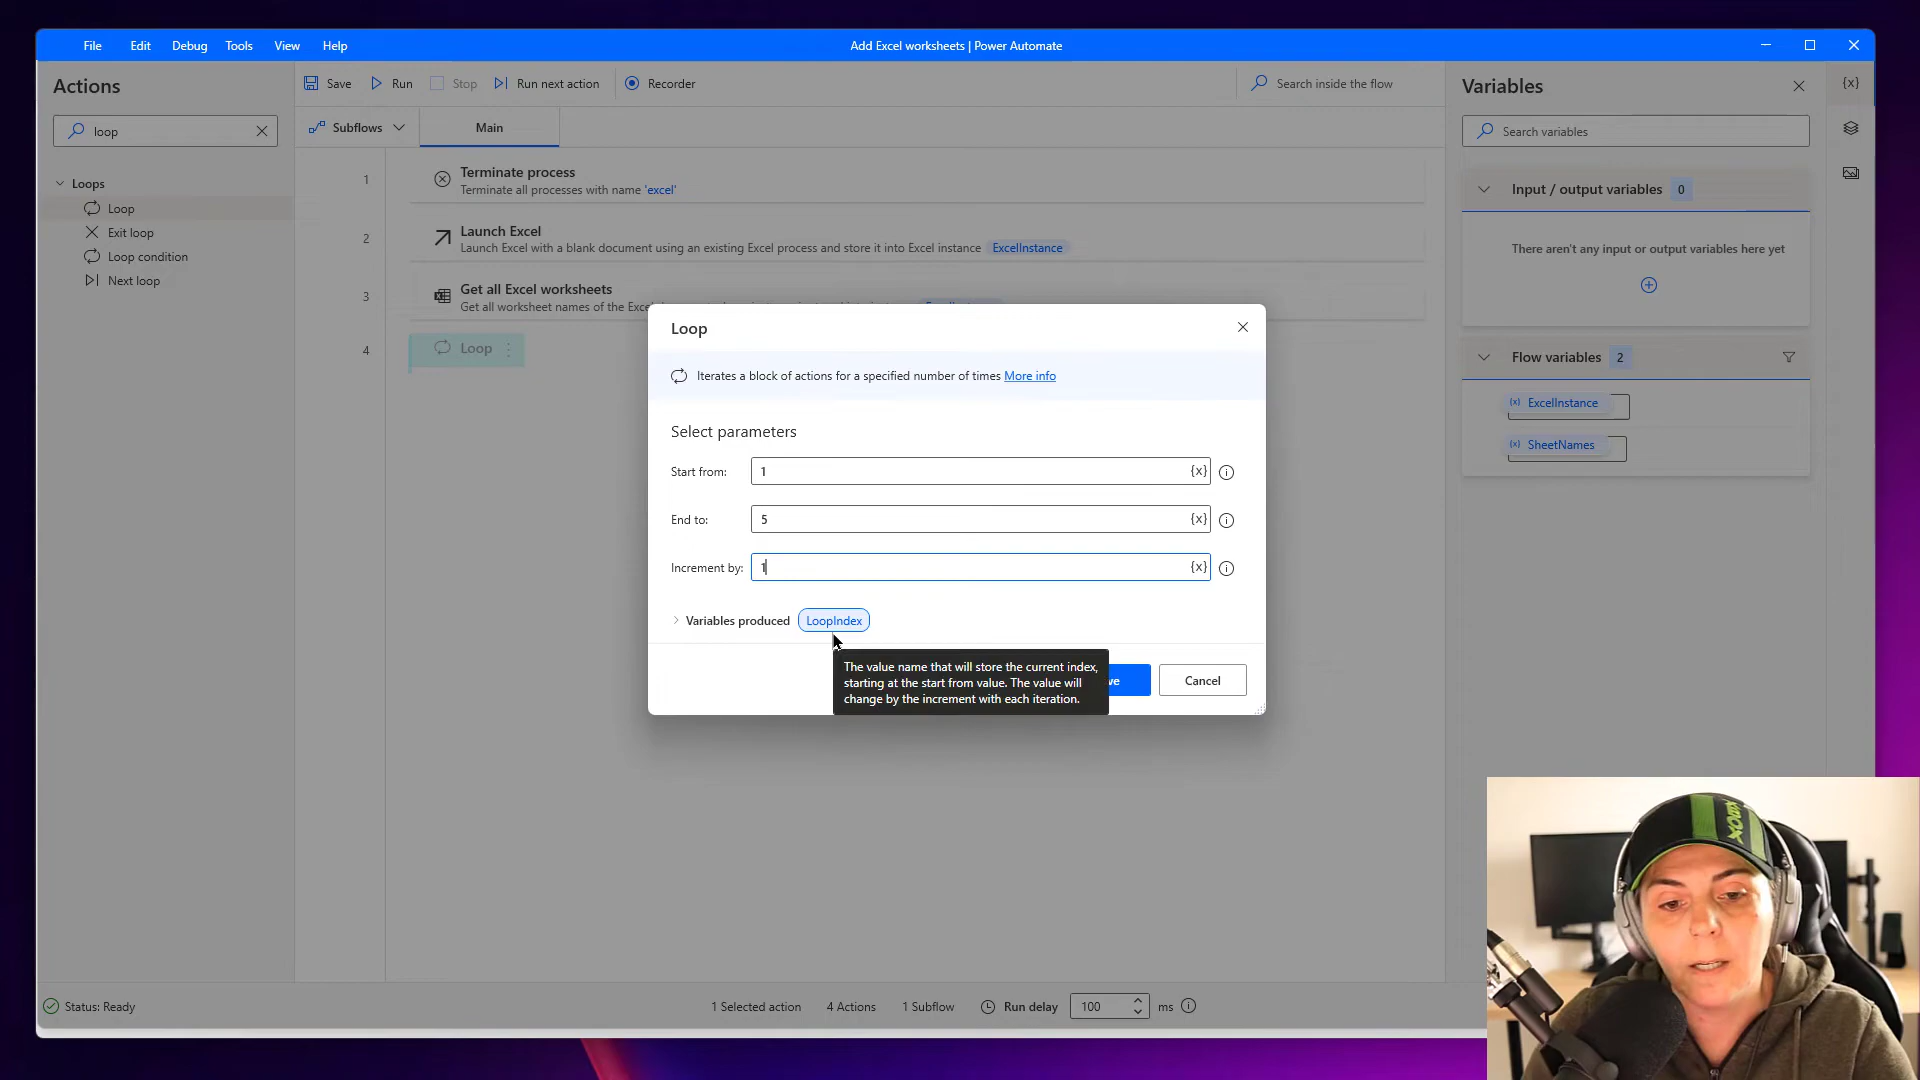 File Edit Debug Tools View Help
Add Excel worksheets | Power Automate
Actions
loop
Loops
Loop
Exit loop
Loop condition
Next loop
Save Run Stop Run next action Recorder
Search inside the flow
Subflows Main
1 Terminate process
Terminate all processes with name 'excel'
2 Launch Excel
Launch Excel with a blank document using an existing Excel process and store it into Excel instance ExcelInstance
3 Get all Excel worksheets
Get all worksheet names of the Exce
4 Loop
Loop
Iterates a block of actions for a specified number of times More info
Select parameters
Start from: 1 {x}
End to: 5 {x}
Increment by: 1 {x}
Variables produced LoopIndex
The value name that will store the current index,
starting at the start from value. The value will
change by the increment with each iteration.
ve Cancel
Variables
{x}
Search variables
Input / output variables 0
There aren't any input or output variables here yet
Flow variables 2
(x) ExcelInstance
(x) SheetNames
Status: Ready 1 Selected action 4 Actions 1 Subflow Run delay 100 ms
XBOX